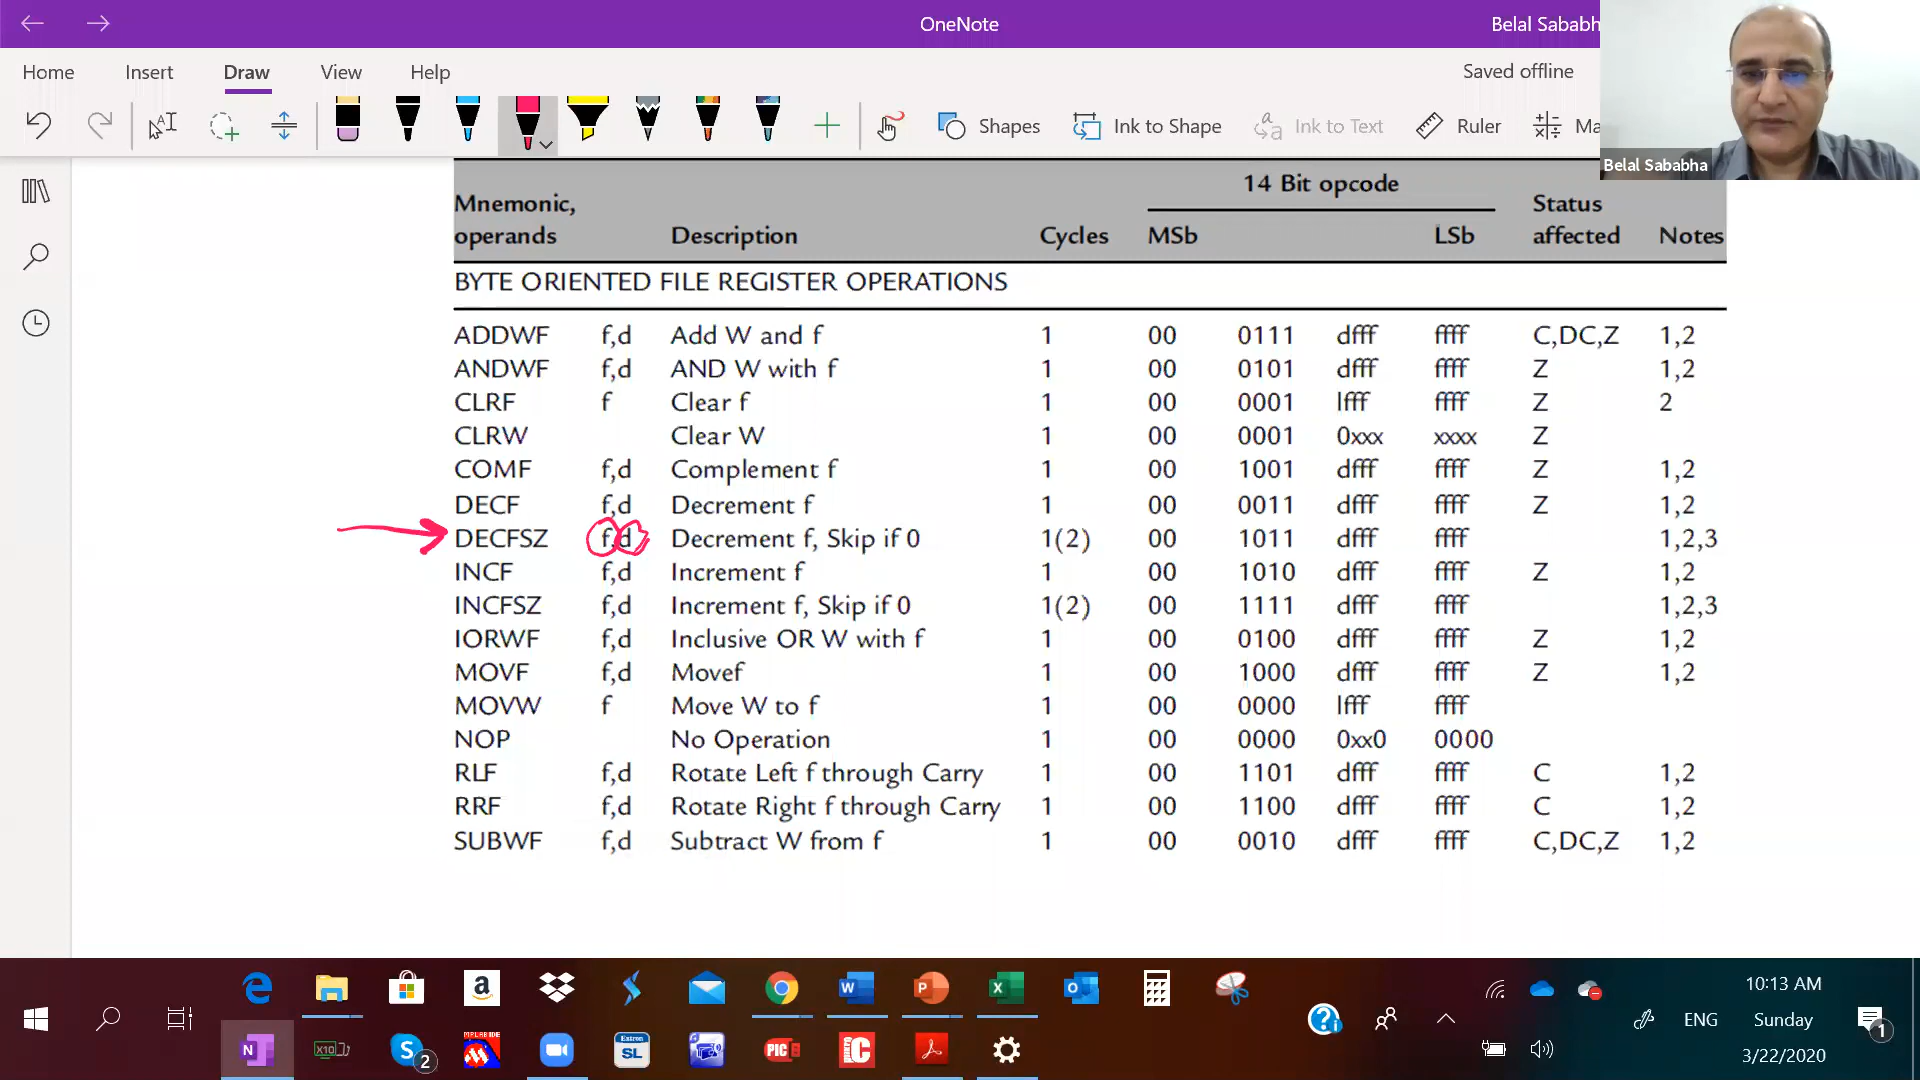 OneNote
Belal Sababh
Home Insert Draw View Help
Saved offline
Shapes Ink to Shape Ink to Text Ruler Ma
Belal Sababha
14 Bit opcode
Mnemonic, operands Description Cycles MSb LSb Status affected Notes
BYTE ORIENTED FILE REGISTER OPERATIONS
ADDWF f,d Add W and f 1 00 0111 dfff ffff C,DC,Z 1,2
ANDWF f,d AND W with f 1 00 0101 dfff ffff Z 1,2
CLRF f Clear f 1 00 0001 lfff ffff Z 2
CLRW Clear W 1 00 0001 0xxx xxxx Z
COMF f,d Complement f 1 00 1001 dfff ffff Z 1,2
DECF f,d Decrement f 1 00 0011 dfff ffff Z 1,2
DECFSZ f,d Decrement f, Skip if 0 1(2) 00 1011 dfff ffff 1,2,3
INCF f,d Increment f 1 00 1010 dfff ffff Z 1,2
INCFSZ f,d Increment f, Skip if 0 1(2) 00 1111 dfff ffff 1,2,3
IORWF f,d Inclusive OR W with f 1 00 0100 dfff ffff Z 1,2
MOVF f,d Movef 1 00 1000 dfff ffff Z 1,2
MOVW f Move W to f 1 00 0000 lfff ffff
NOP No Operation 1 00 0000 0xx0 0000
RLF f,d Rotate Left f through Carry 1 00 1101 dfff ffff C 1,2
RRF f,d Rotate Right f through Carry 1 00 1100 dfff ffff C 1,2
SUBWF f,d Subtract W from f 1 00 0010 dfff ffff C,DC,Z 1,2
10:13 AM
ENG Sunday 1
3/22/2020
N X10 S 2 MPLAB IDE Extron SL PIC C